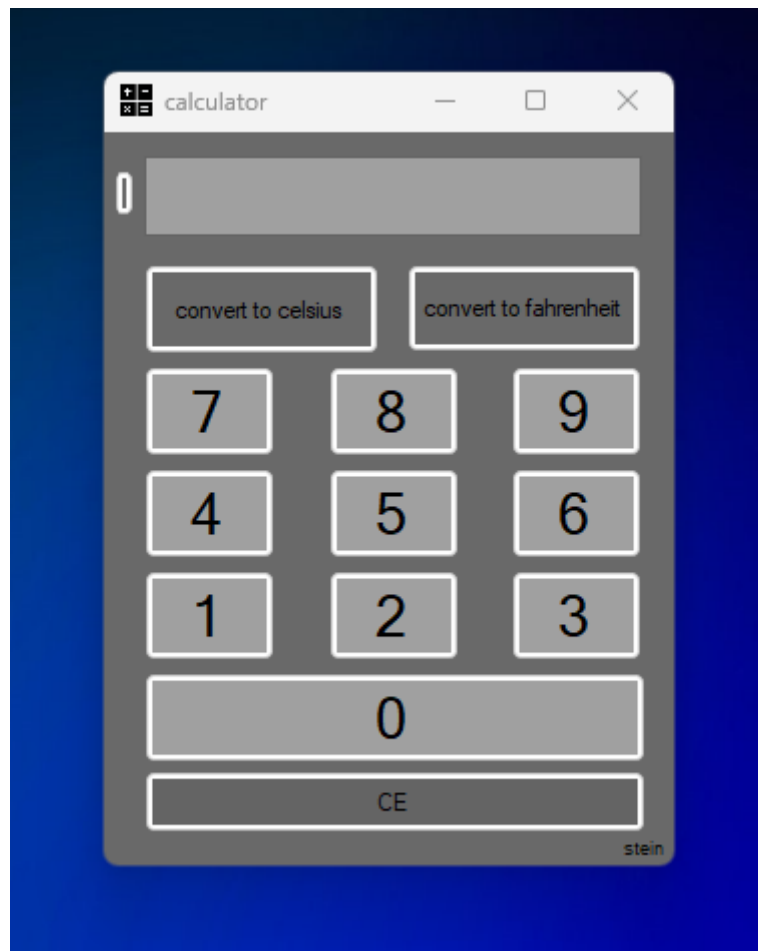 calculator
convert to celsius convert to fahrenheit
7 8 9
4 5 6
1 2 3
0
CE
stein